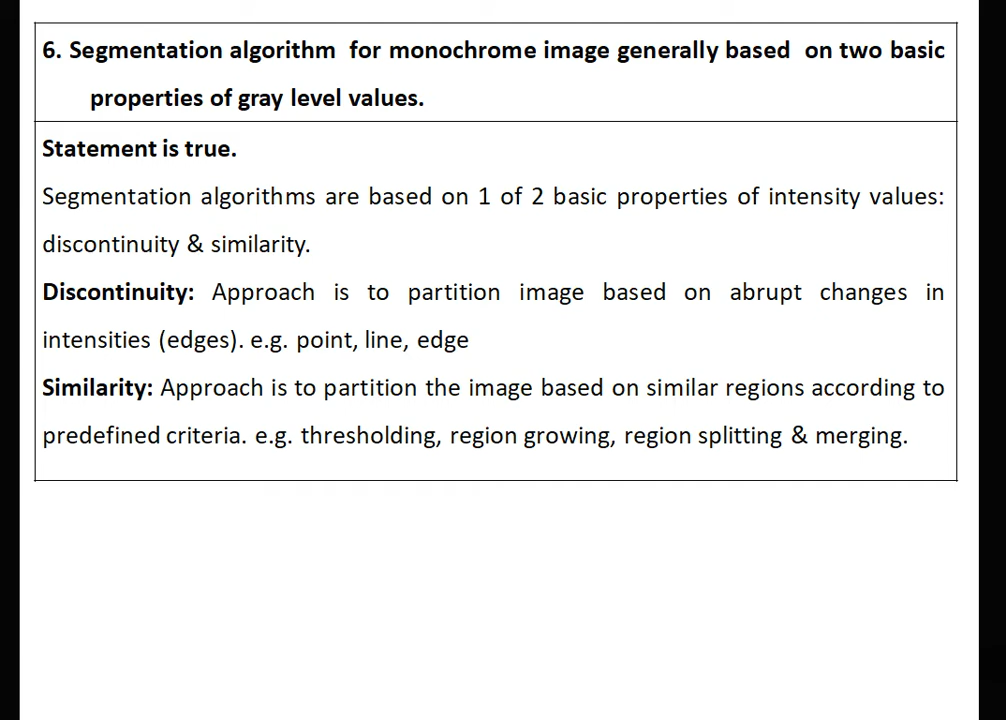 6. Segmentation algorithm for monochrome image generally based on two basic
properties of gray level values.
Statement is true.
Segmentation algorithms are based on 1 of 2 basic properties of intensity values:
discontinuity & similarity.
Discontinuity: Approach is to partition image based on abrupt changes in
intensities (edges). e.g. point, line, edge
Similarity: Approach is to partition the image based on similar regions according to
predefined criteria. e.g. thresholding, region growing, region splitting & merging.